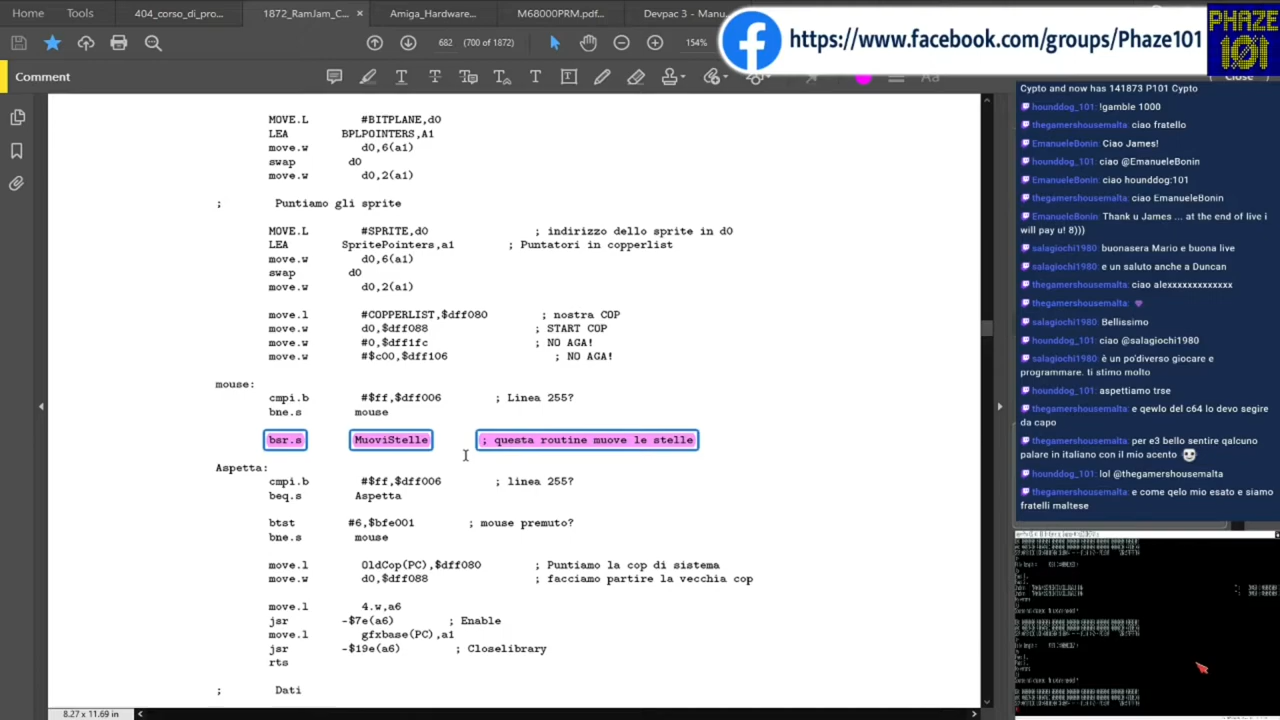 Home Tools 404_corso_di_pro... 1872_RamJam_C... × Amiga_Hardware... M68000PRM.pdf... Devpac 3 - Manu...
https://www.facebook.com/groups/Phaze101
PHAZE
101
682 (700 of 1872) 154%
Comment
Close
MOVE.L #BITPLANE,d0
LEA BPLPOINTERS,A1
move.w d0,6(a1)
swap d0
move.w d0,2(a1)
; Puntiamo gli sprite
MOVE.L #SPRITE,d0 ; indirizzo dello sprite in d0
LEA SpritePointers,a1 ; Puntatori in copperlist
move.w d0,6(a1)
swap d0
move.w d0,2(a1)
move.l #COPPERLIST,$dff080 ; nostra COP
move.w d0,$dff088 ; START COP
move.w #0,$dff1fc ; NO AGA!
move.w #$c00,$dff106 ; NO AGA!
mouse:
cmpi.b #$ff,$dff006 ; Linea 255?
bne.s mouse
bsr.s MuoviStelle ; questa routine muove le stelle
Aspetta:
cmpi.b #$ff,$dff006 ; linea 255?
beq.s Aspetta
btst #6,$bfe001 ; mouse premuto?
bne.s mouse
move.l OldCop(PC),$dff080 ; Puntiamo la cop di sistema
move.w d0,$dff088 ; facciamo partire la vecchia cop
move.l 4.w,a6
jsr -$7e(a6) ; Enable
move.l gfxbase(PC),a1
jsr -$19e(a6) ; Closelibrary
rts
; Dati
8.27 x 11.69 in
Cypto and now has 141873 P101 Cypto
hounddog_101: !gamble 1000
thegamershousemalta: ciao fratello
EmanueleBonin: Ciao James!
hounddog_101: ciao @EmanueleBonin
EmanueleBonin: ciao hounddog:101
thegamershousemalta: ciao EmanueleBonin
EmanueleBonin: Thank u James ... at the end of live i
will pay u! 8)))
salagiochi1980: buonasera Mario e buona live
salagiochi1980: e un saluto anche a Duncan
thegamershousemalta: ciao alexxxxxxxxxxxxx
thegamershousemalta: 
salagiochi1980: Bellissimo
hounddog_101: ciao @salagiochi1980
salagiochi1980: è un po'diverso giocare e
programmare. ti stimo molto
hounddog_101: aspettiamo trse
thegamershousemalta: e qewlo del c64 lo devo segire
da capo
thegamershousemalta: per e3 bello sentire qalcuno
palare in italiano con il mio acento
hounddog_101: lol @thegamershousemalta
thegamershousemalta: e come qelo mio esato e siamo
fratelli maltese